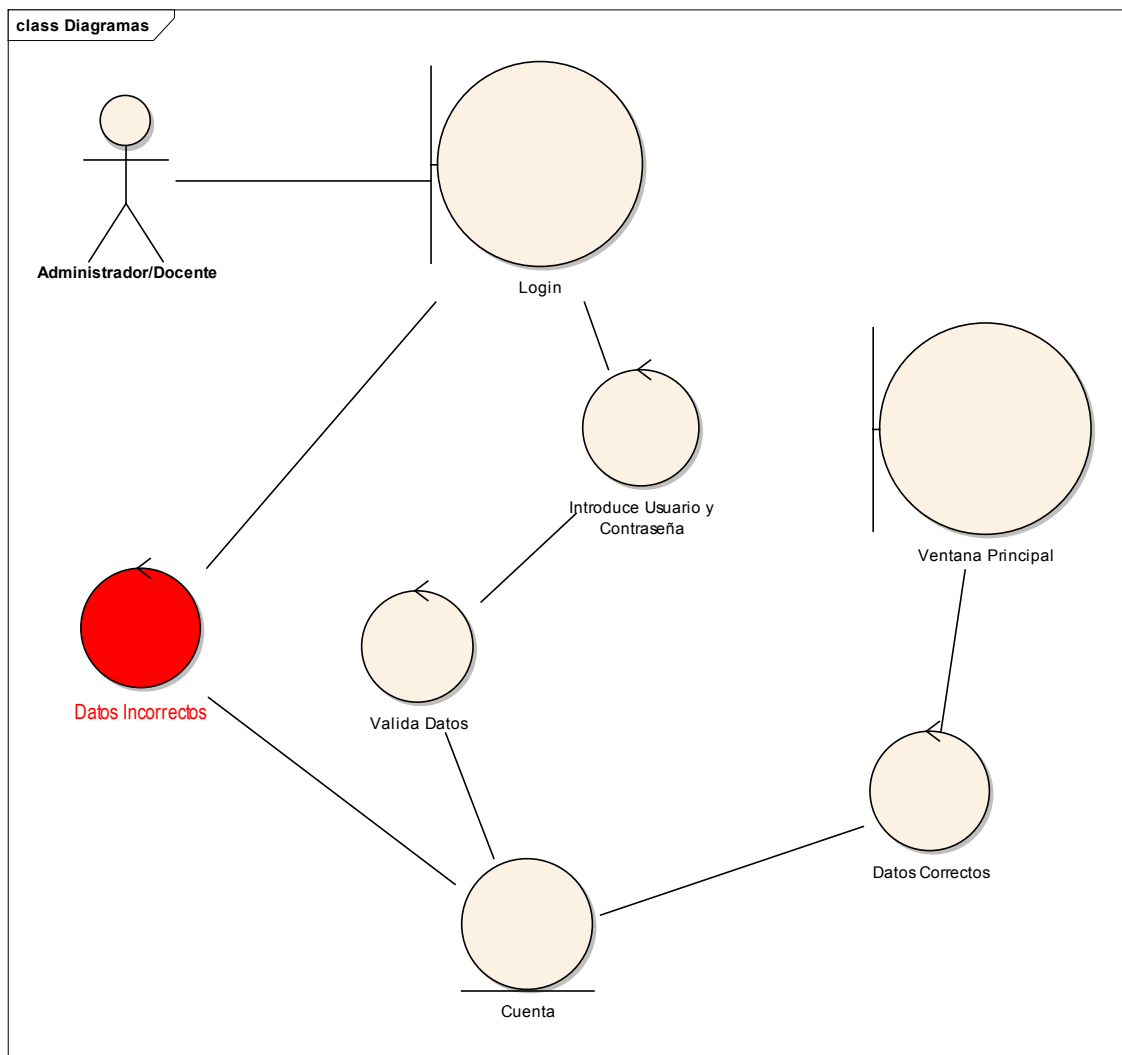 class Diagramas
Administrador/Docente
Login
Introduce Usuario y
Contraseña
Ventana Principal
Datos Incorrectos
Valida Datos
Datos Correctos
Cuenta